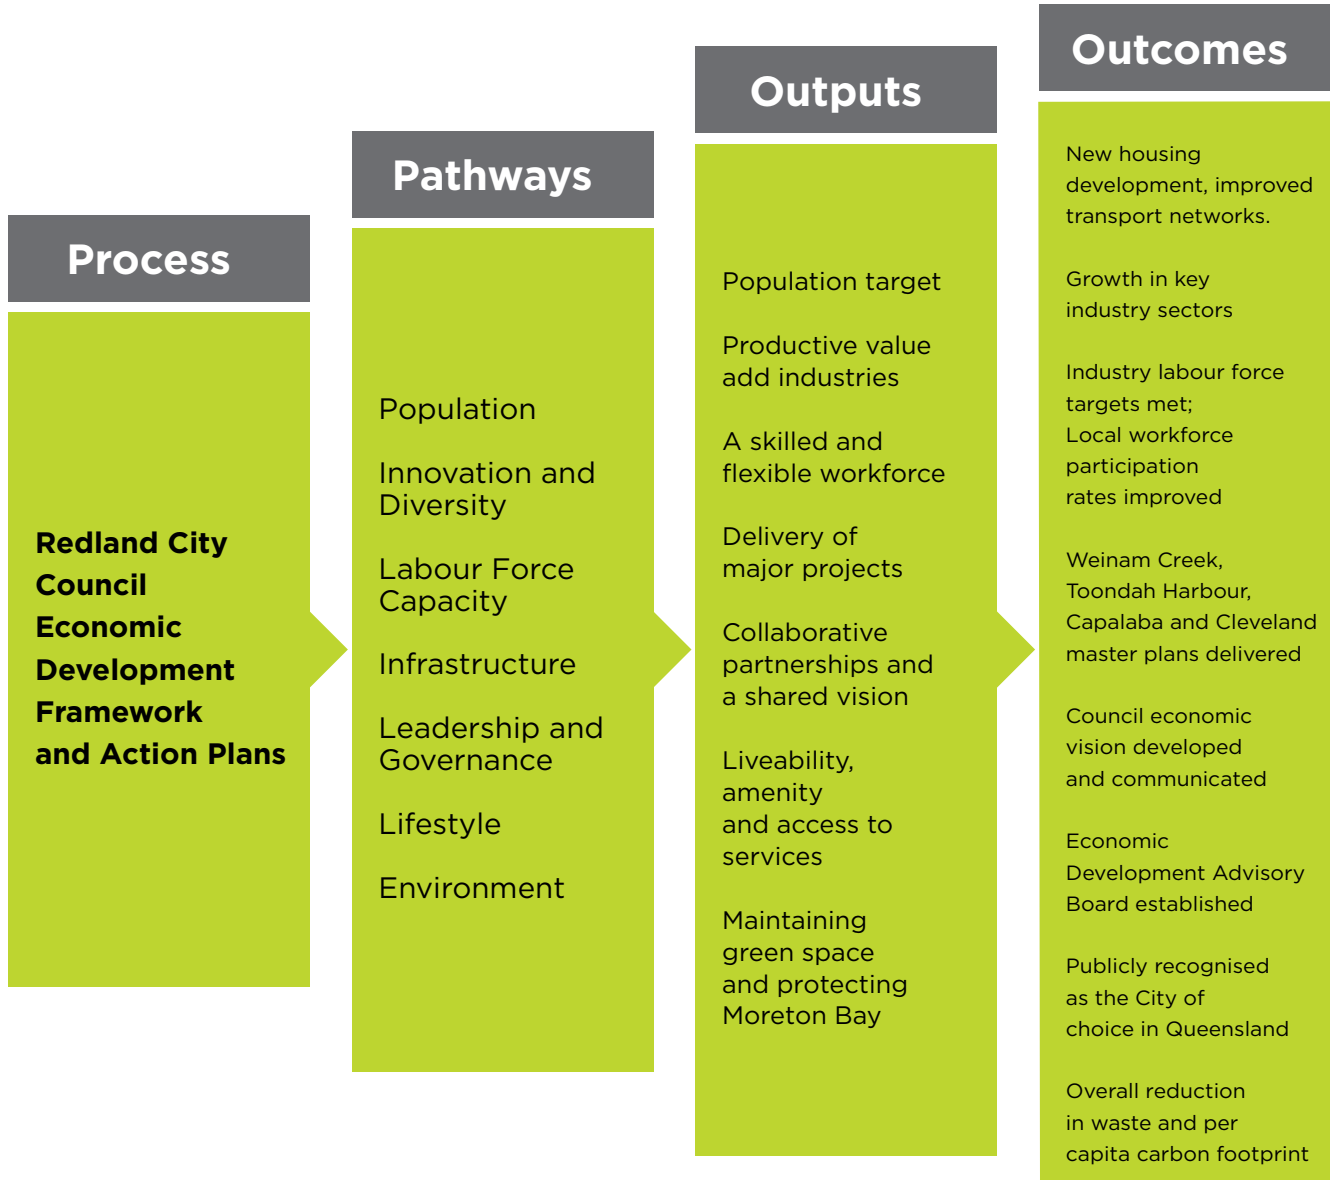 Process
Redland City
Council
Economic
Development
Framework
and Action Plans
Pathways
Population
Innovation and
Diversity
Labour Force
Capacity
Infrastructure
Leadership and
Governance
Lifestyle
Environment
Outputs
Population target
Productive value
add industries
A skilled and
flexible workforce
Delivery of
major projects
Collaborative
partnerships and
a shared vision
Liveability,
amenity
and access to
services
Maintaining
green space
and protecting
Moreton Bay
Outcomes
New housing
development, improved
transport networks.
Growth in key
industry sectors
Industry labour force
targets met;
Local workforce
participation
rates improved
Weinam Creek,
Toondah Harbour,
Capalaba and Cleveland
master plans delivered
Council economic
vision developed
and communicated
Economic
Development Advisory
Board established
Publicly recognised
as the City of
choice in Queensland
Overall reduction
in waste and per
capita carbon footprint